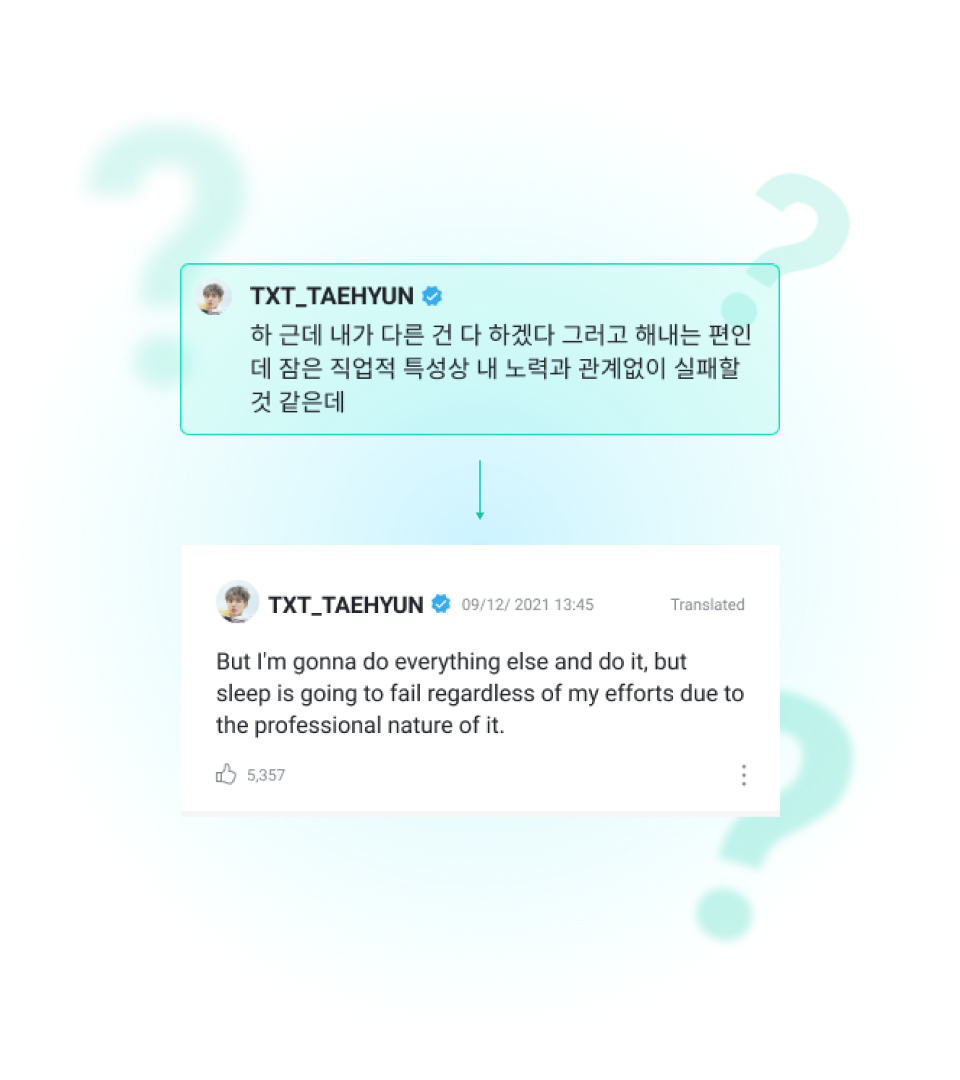 TXT_TAEHYUN
하 근데 내가 다른 건 다 하겠다 그러고 해내는 편인
데 잠은 직업적 특성상 내 노력과 관계없이 실패할
것 같은데
TXT_TAEHYUN 09/12/ 2021 13:45 Translated
But I'm gonna do everything else and do it, but
sleep is going to fail regardless of my efforts due to
the professional nature of it.
5,357